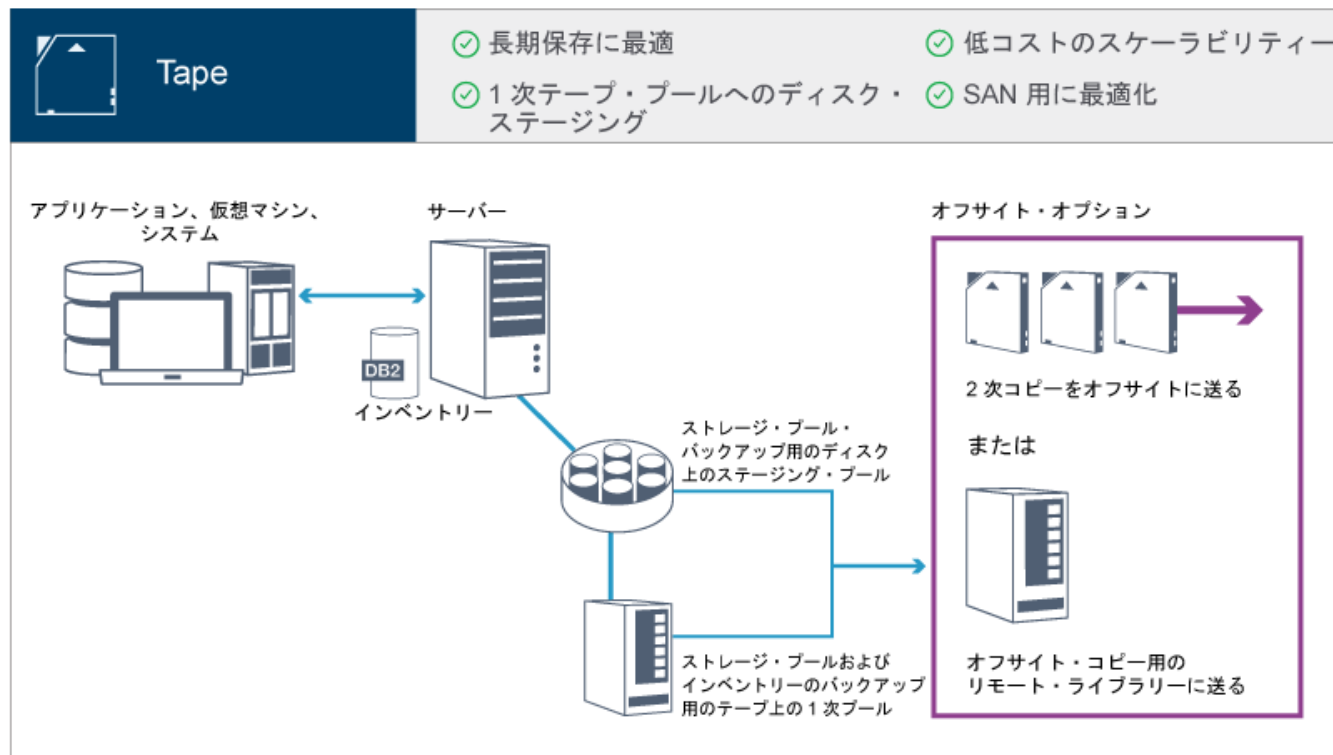 Tape
長期保存に最適
1 次テープ・プールへのディスク・
ステージング
低コストのスケーラビリティー
SAN 用に最適化
アプリケーション、仮想マシン、
システム
サーバー
DB2
インベントリー
ストレージ・プール・
バックアップ用のディスク
上のステージング・プール
ストレージ・プールおよび
インベントリーのバックアップ
用のテープ上の 1 次プール
オフサイト・オプション
2 次コピーをオフサイトに送る
または
オフサイト・コピー用の
リモート・ライブラリーに送る